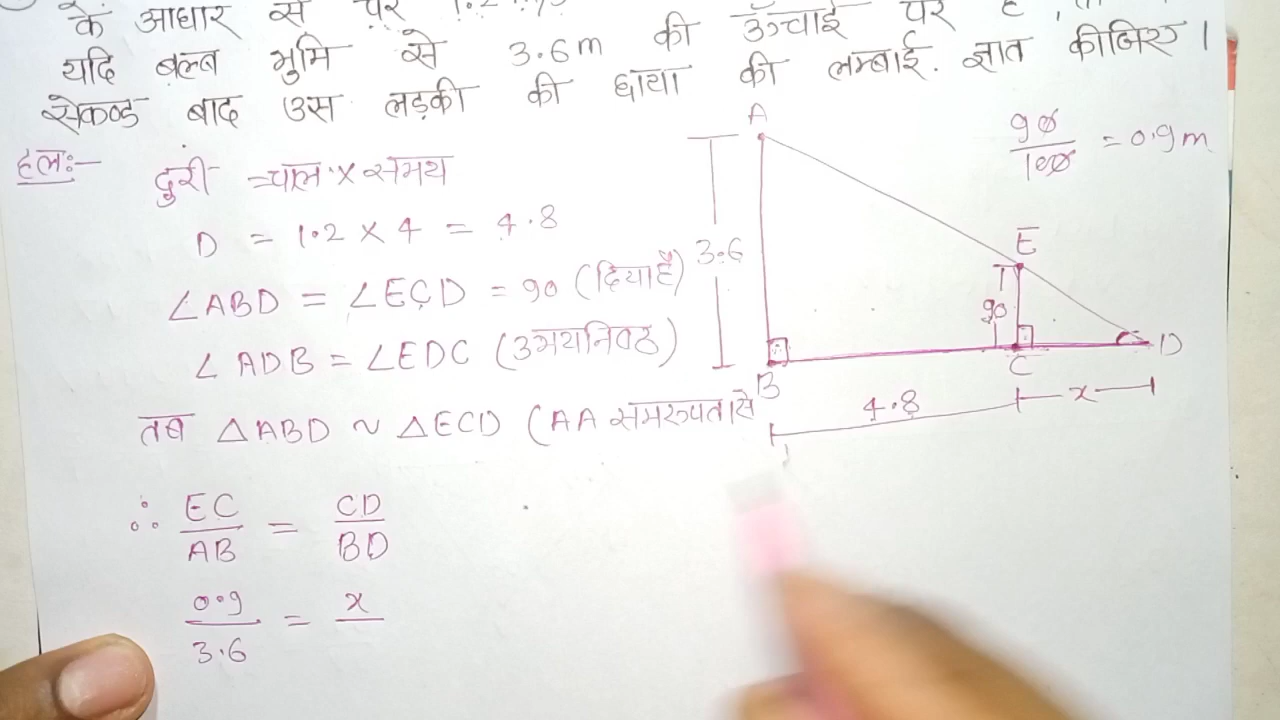 के आधार से परे 1.2
यदि बल्ब भुमि से 3.6m की ऊँचाई पर है,
सेकण्ड बाद उस लड़की की छाया की लम्बाई. ज्ञात कीजिए।
हलः- दुरी = चाल × समय
D = 1.2 × 4 = 4.8
∠ABD = ∠ECD = 90 (दिया है)
∠ADB = ∠EDC (उभयनिष्ठ)
तब △ABD ~ △ECD (AA समरुपता से
∴ EC/AB = CD/BD
0.9/3.6 = x/
90/100 = 0.9m
A
3.6
E
90
B
C
D
4.8
x